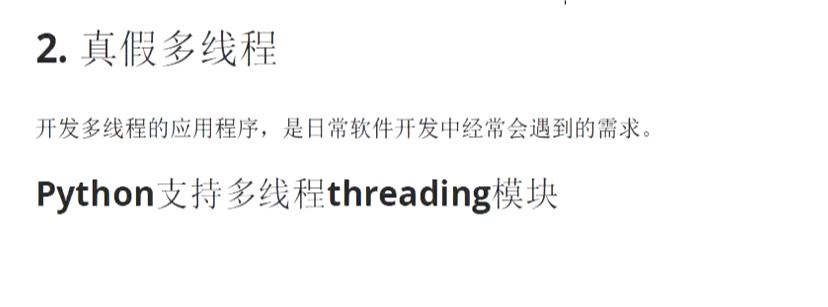 2. 真假多线程
开发多线程的应用程序，是日常软件开发中经常会遇到的需求。
Python支持多线程threading模块